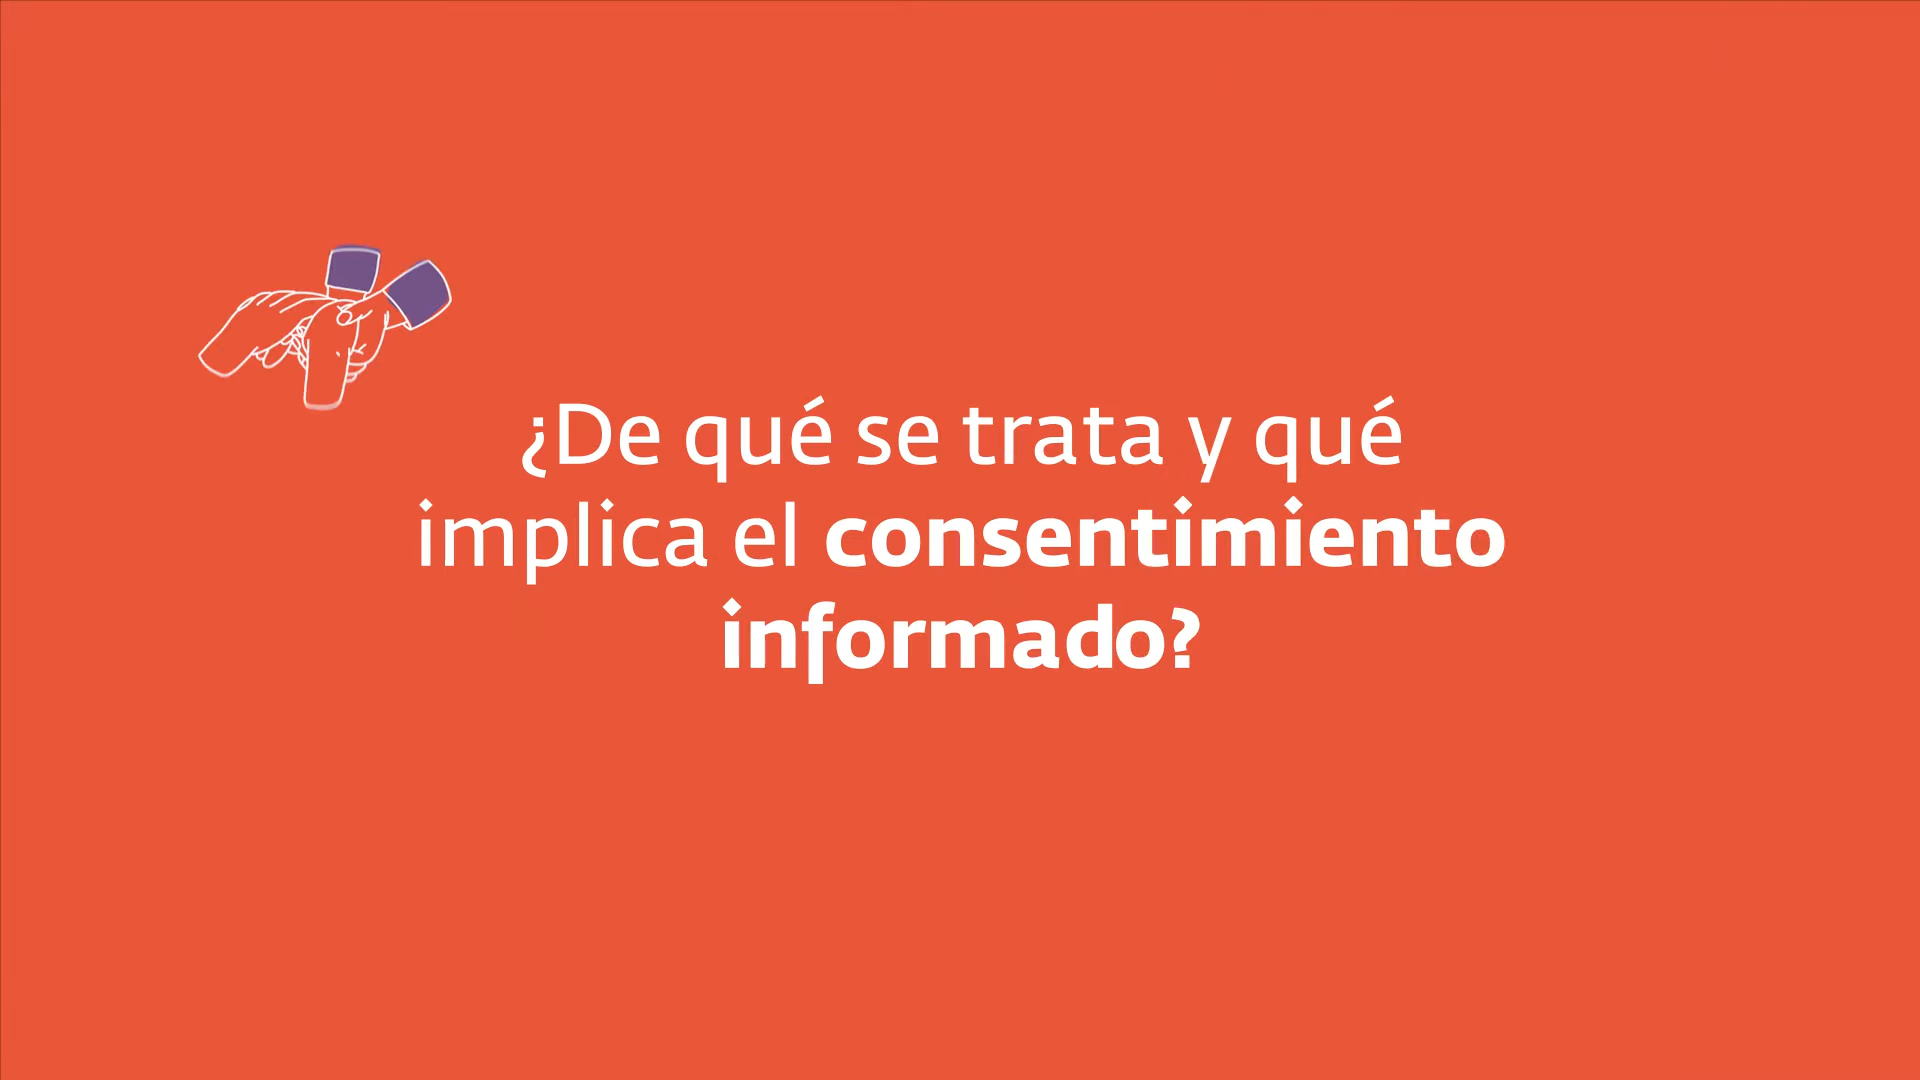 ¿De qué se trata y qué
implica el consentimiento
informado?